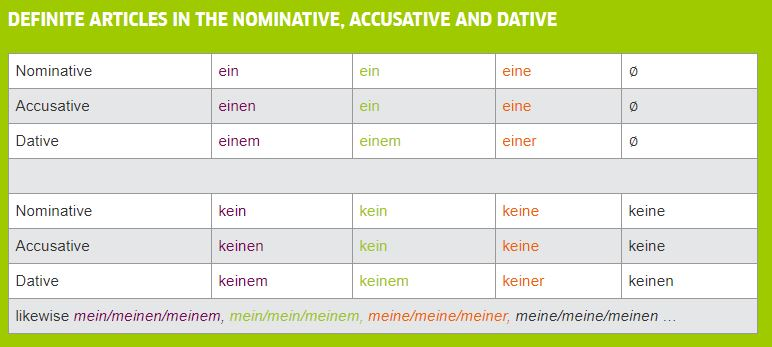 DEFINITE ARTICLES IN THE NOMINATIVE, ACCUSATIVE AND DATIVE
Nominative ein ein eine ø
Accusative einen ein eine ø
Dative einem einem einer ø
Nominative kein kein keine keine
Accusative keinen kein keine keine
Dative keinem keinem keiner keinen
likewise mein/meinen/meinem, mein/mein/meinem, meine/meine/meiner, meine/meine/meinen …